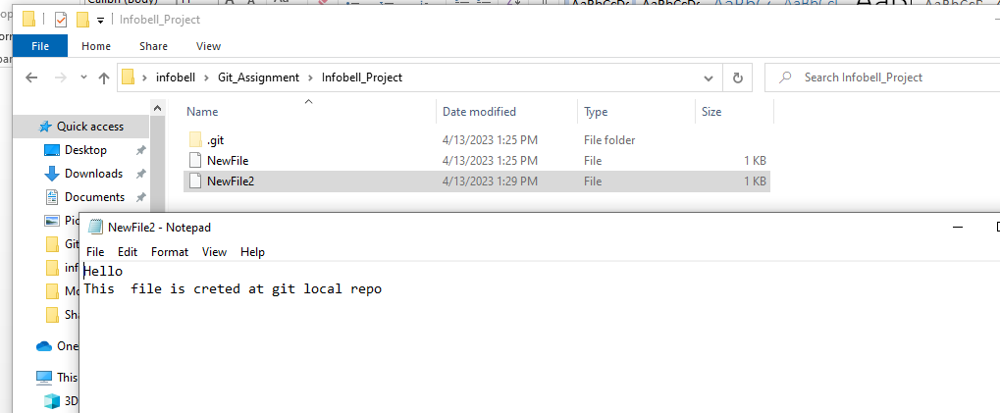 Calibri (Body) 11
Infobell_Project
File Home Share View
infobell Git_Assignment Infobell_Project Search Infobell_Project
Name Date modified Type Size
Quick access
.git 4/13/2023 1:25 PM File folder
Desktop
NewFile 4/13/2023 1:25 PM File 1 KB
Downloads
NewFile2 4/13/2023 1:29 PM File 1 KB
Documents
Pic
NewFile2 - Notepad
Git
File Edit Format View Help
inf
Hello
Mo
This  file is creted at git local repo
Sha
One
This
3D